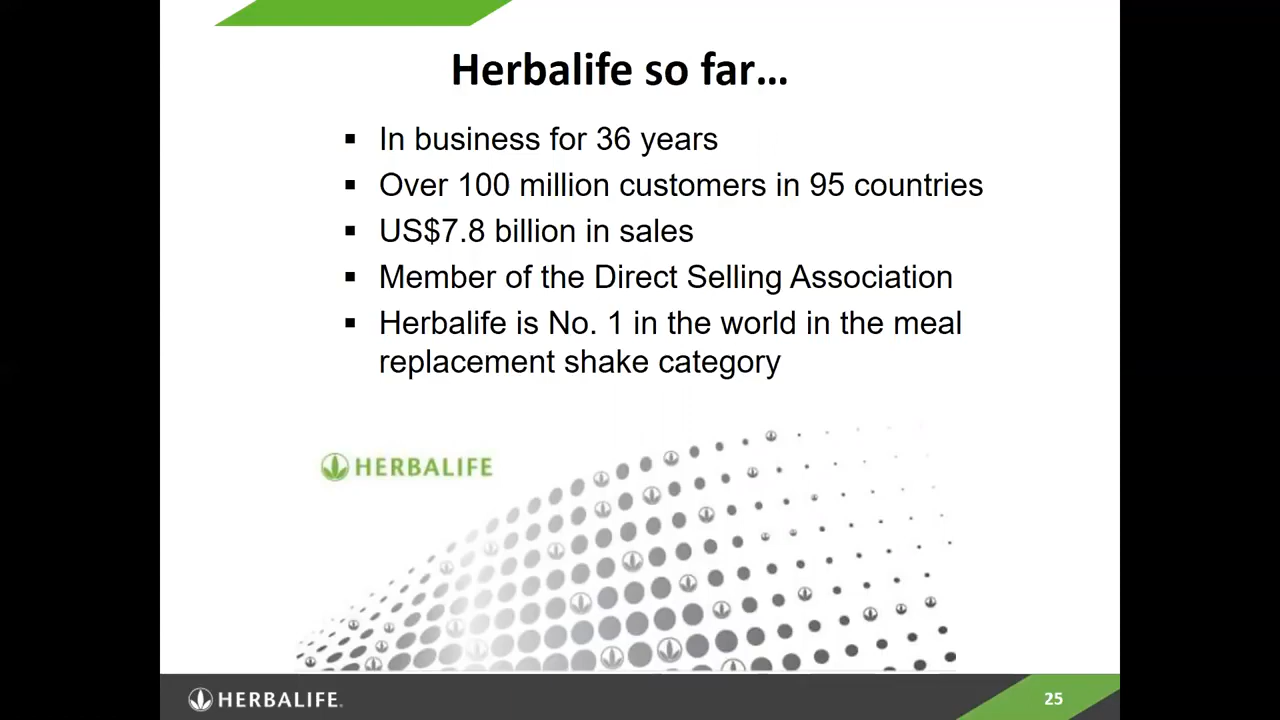 Herbalife so far...
▪ In business for 36 years
▪ Over 100 million customers in 95 countries
▪ US$7.8 billion in sales
▪ Member of the Direct Selling Association
▪ Herbalife is No. 1 in the world in the meal
replacement shake category
HERBALIFE
HERBALIFE.
25